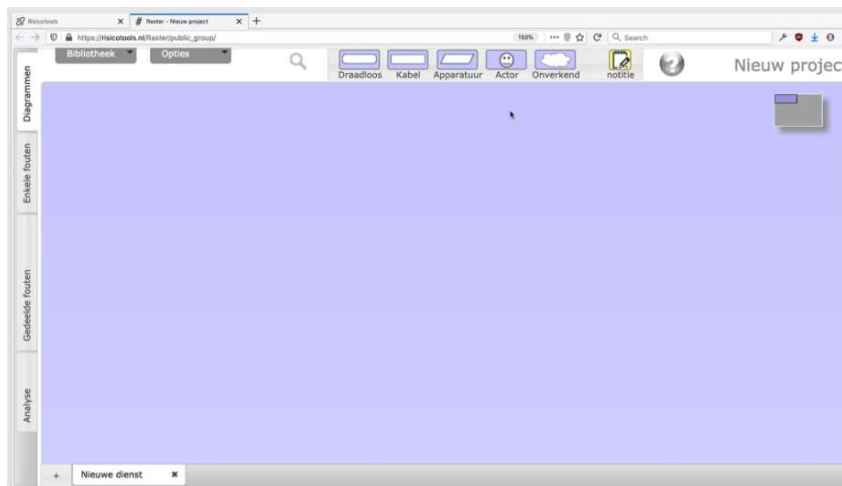 Risicotools
Raster - Nieuw project
https://risicotools.nl/Raster/public_group/
150%
Search
Bibliotheek
Opties
Draadloos
Kabel
Apparatuur
Actor
Onverkend
notitie
Nieuw projec
Diagrammen
Enkele fouten
Gedeelde fouten
Analyse
+ Nieuwe dienst